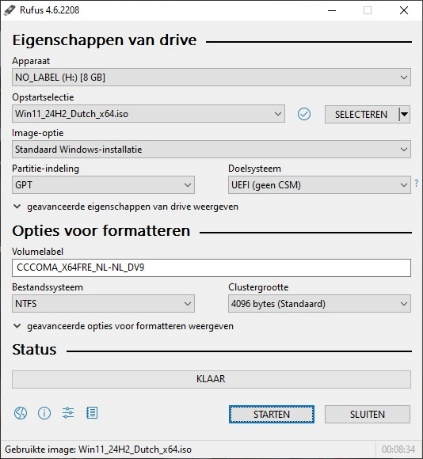 Rufus 4.6.2208
Eigenschappen van drive
Apparaat
NO_LABEL (H:) [8 GB]
Opstartselectie
Win11_24H2_Dutch_x64.iso
SELECTEREN
Image-optie
Standaard Windows-installatie
Partitie-indeling
Doelsysteem
GPT
UEFI (geen CSM)
?
geavanceerde eigenschappen van drive weergeven
Opties voor formatteren
Volumelabel
CCCOMA_X64FRE_NL-NL_DV9
Bestandssysteem
Clustergrootte
NTFS
4096 bytes (Standaard)
geavanceerde opties voor formatteren weergeven
Status
KLAAR
STARTEN
SLUITEN
Gebruikte image: Win11_24H2_Dutch_x64.iso
00:08:34